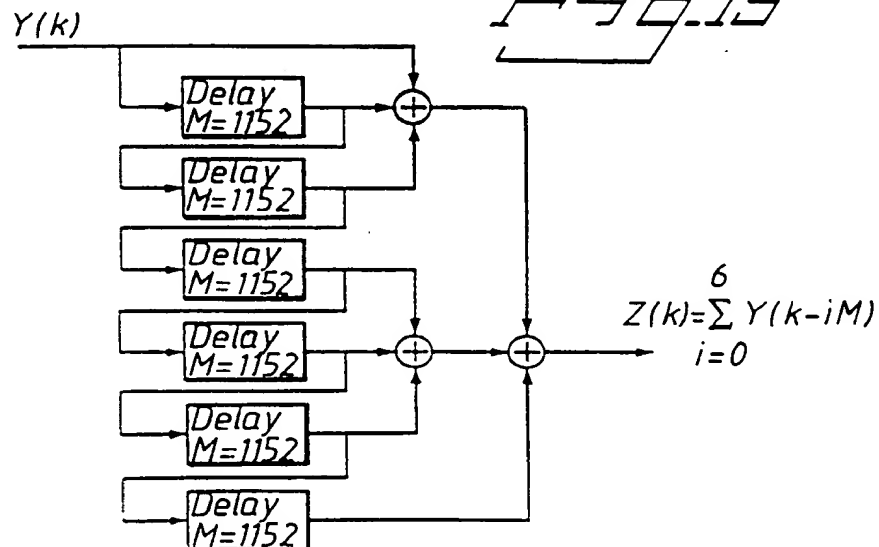 Y(k)
Delay
M=1152
Delay
M=1152
Delay
M=1152
Delay
M=1152
Delay
M=1152
Delay
M=1152
6
Z(k)=Σ Y(k-iM)
i=0